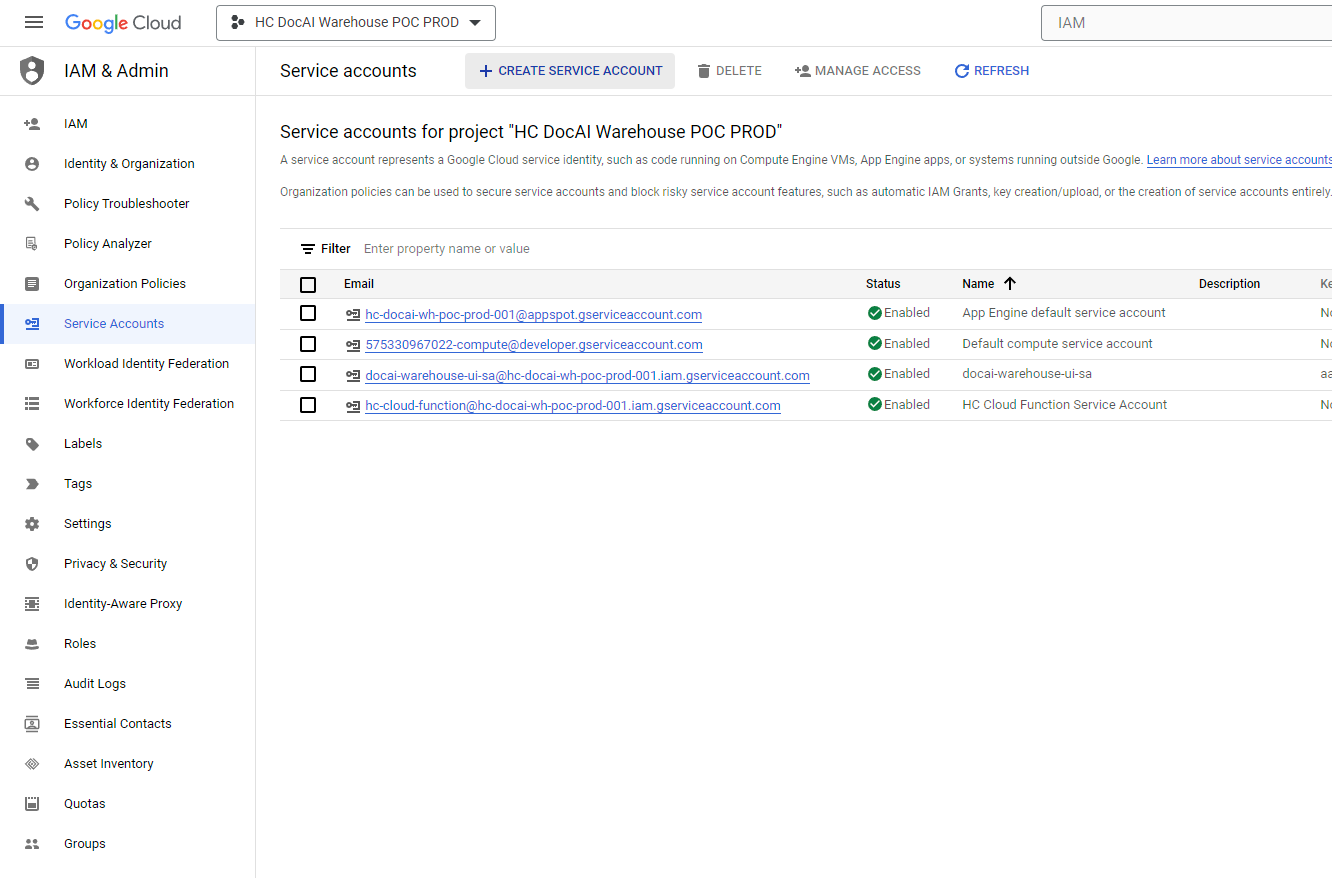 Google Cloud HC DocAI Warehouse POC PROD IAM
IAM & Admin
Service accounts CREATE SERVICE ACCOUNT DELETE MANAGE ACCESS REFRESH
IAM
Identity & Organization
Policy Troubleshooter
Policy Analyzer
Organization Policies
Service Accounts
Workload Identity Federation
Workforce Identity Federation
Labels
Tags
Settings
Privacy & Security
Identity-Aware Proxy
Roles
Audit Logs
Essential Contacts
Asset Inventory
Quotas
Groups
Service accounts for project "HC DocAI Warehouse POC PROD"
A service account represents a Google Cloud service identity, such as code running on Compute Engine VMs, App Engine apps, or systems running outside Google. Learn more about service accounts
Organization policies can be used to secure service accounts and block risky service account features, such as automatic IAM Grants, key creation/upload, or the creation of service accounts entirely.
Filter Enter property name or value
Email Status Name Description
hc-docai-wh-poc-prod-001@appspot.gserviceaccount.com Enabled App Engine default service account
575330967022-compute@developer.gserviceaccount.com Enabled Default compute service account
docai-warehouse-ui-sa@hc-docai-wh-poc-prod-001.iam.gserviceaccount.com Enabled docai-warehouse-ui-sa
hc-cloud-function@hc-docai-wh-poc-prod-001.iam.gserviceaccount.com Enabled HC Cloud Function Service Account